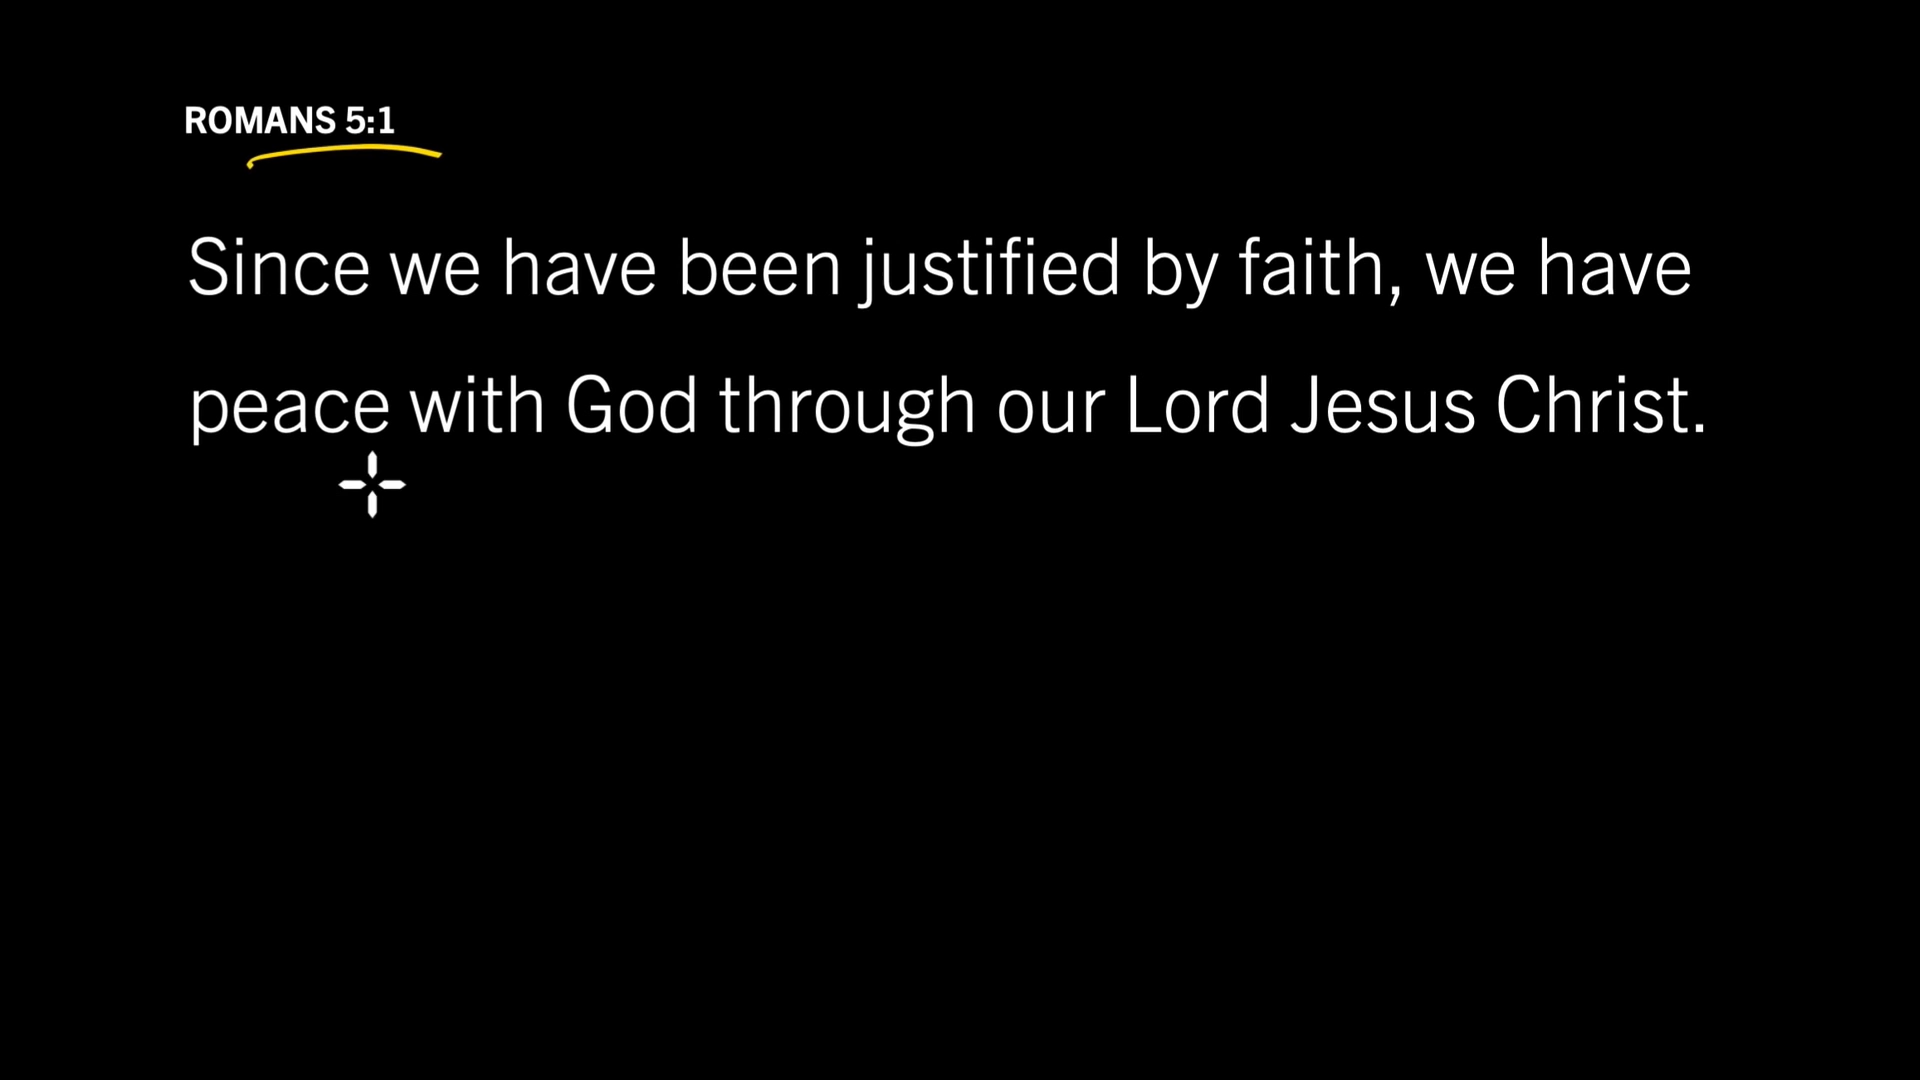 ROMANS 5:1
Since we have been justified by faith, we have
peace with God through our Lord Jesus Christ.